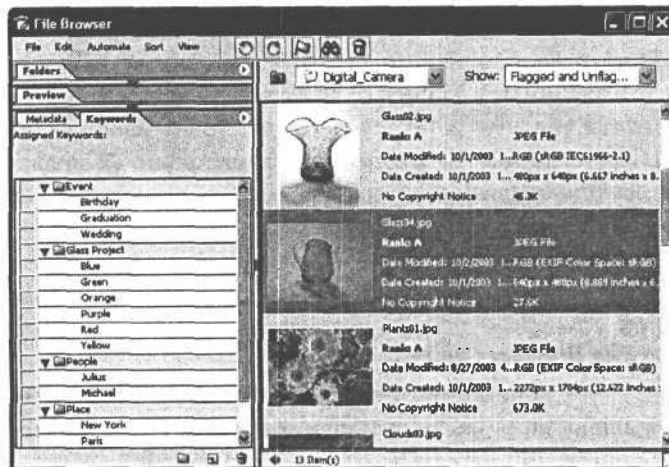 File Browser
File Edit Automate Sort View
Folders
Preview
Metadata Keywords
Assigned Keywords:
Event
Birthday
Graduation
Wedding
Glass Project
Blue
Green
Orange
Purple
Red
Yellow
People
Julius
Michael
Place
New York
Paris
Digital_Camera Show: Flagged and Unflag...
Glass02.jpg
Rank: A JPEG File
Date Modified: 10/1/2003 1...RGB (sRGB IEC61966-2.1)
Date Created: 10/1/2003 1... 480px x 640px (6.667 inches x 8.
No Copyright Notice 46.3K
Glass04.jpg
Rank: A JPEG File
Date Modified: 10/2/2003 1...RGB (EXIF Color Space: sRGB)
Date Created: 10/1/2003 1... 640px x 480px (8.889 inches x 6.
No Copyright Notice 27.6K
Plants01.jpg
Rank: A JPEG File
Date Modified: 8/27/2003 4...RGB (EXIF Color Space: sRGB)
Date Created: 10/1/2003 1... 2272px x 1704px (12.622 inches
No Copyright Notice 673.0K
Clouds03.jpg
13 Item(s)